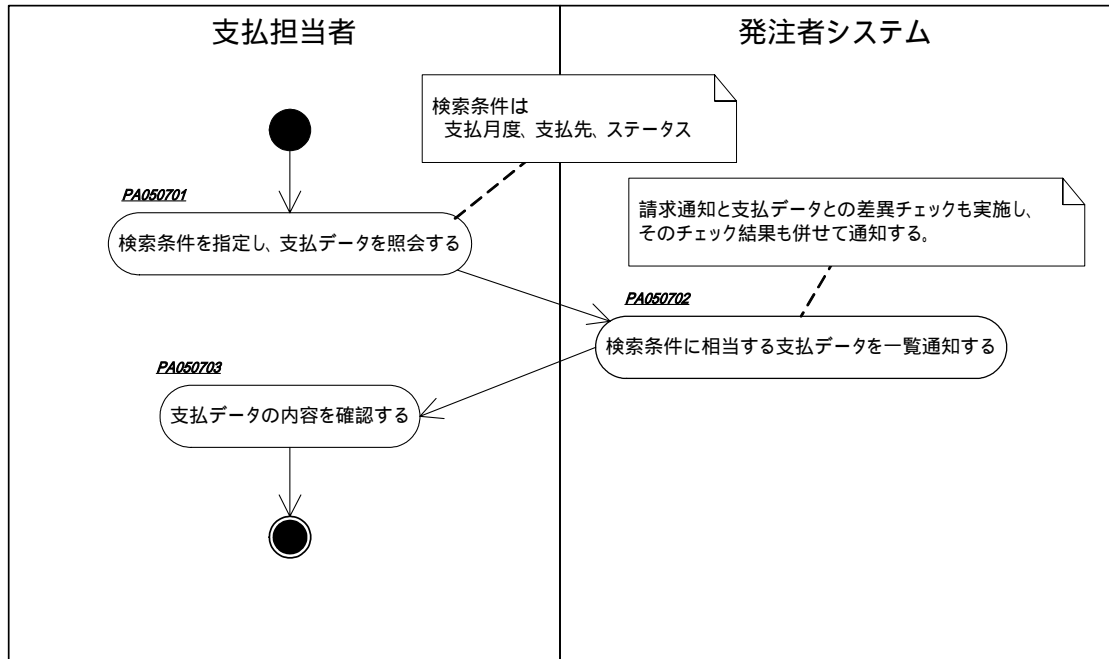 支払担当者
発注者システム
検索条件は
支払月度、支払先、ステータス
PA050701
検索条件を指定し、支払データを照会する
請求通知と支払データとの差異チェックも実施し、
そのチェック結果も併せて通知する。
PA050702
検索条件に相当する支払データを一覧通知する
PA050703
支払データの内容を確認する